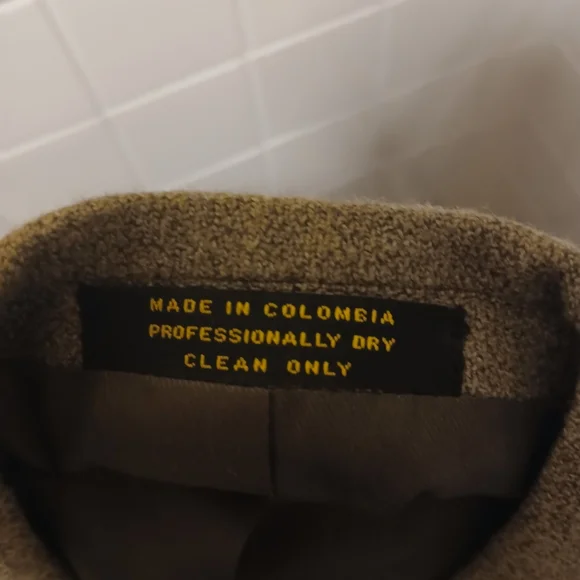 MADE IN COLOMBIA
PROFESSIONALLY DRY
CLEAN ONLY